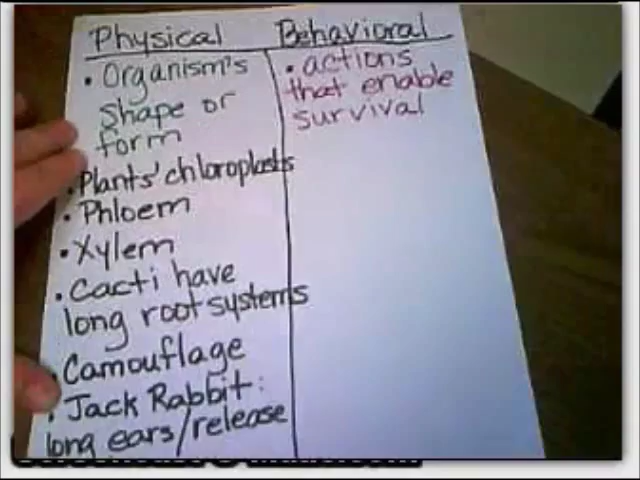 Physical
Behavioral
• Organism's
shape or
form
• Plants' chloroplasts
• Phloem
• Xylem
• Cacti have
long root systems
• Camouflage
• Jack Rabbit:
long ears/release
• actions
that enable
survival